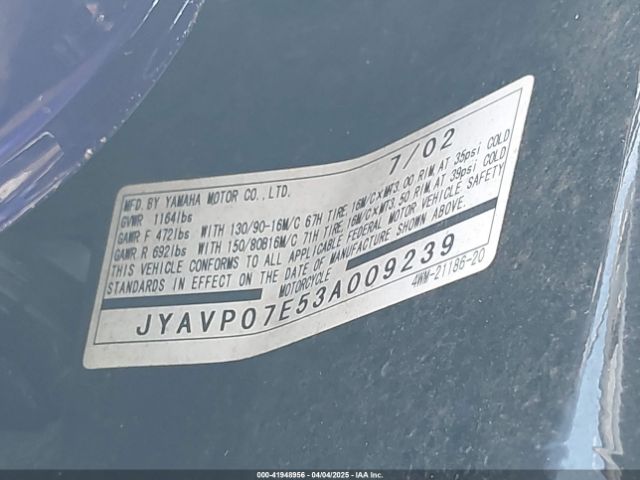 7/02
MFD. BY YAMAHA MOTOR CO., LTD.
GVWR 1164lbs
GAWR F 472lbs WITH 130/90-16M/C 67H TIRE, 16M/C×MT3.00 RIM. AT 35psi COLD
GAWR R 692lbs WITH 150/80B16M/C 71H TIRE, 16M/C×MT3.50 RIM. AT 39psi COLD
THIS VEHICLE CONFORMS TO ALL APPLICABLE FEDERAL MOTOR VEHICLE SAFETY
STANDARDS IN EFFECT ON THE DATE OF MANUFACTURE SHOWN ABOVE.
MOTORCYCLE
JYAVP07E53A009239
4WM-21186-20
000-41948956 - 04/04/2025 - IAA Inc.